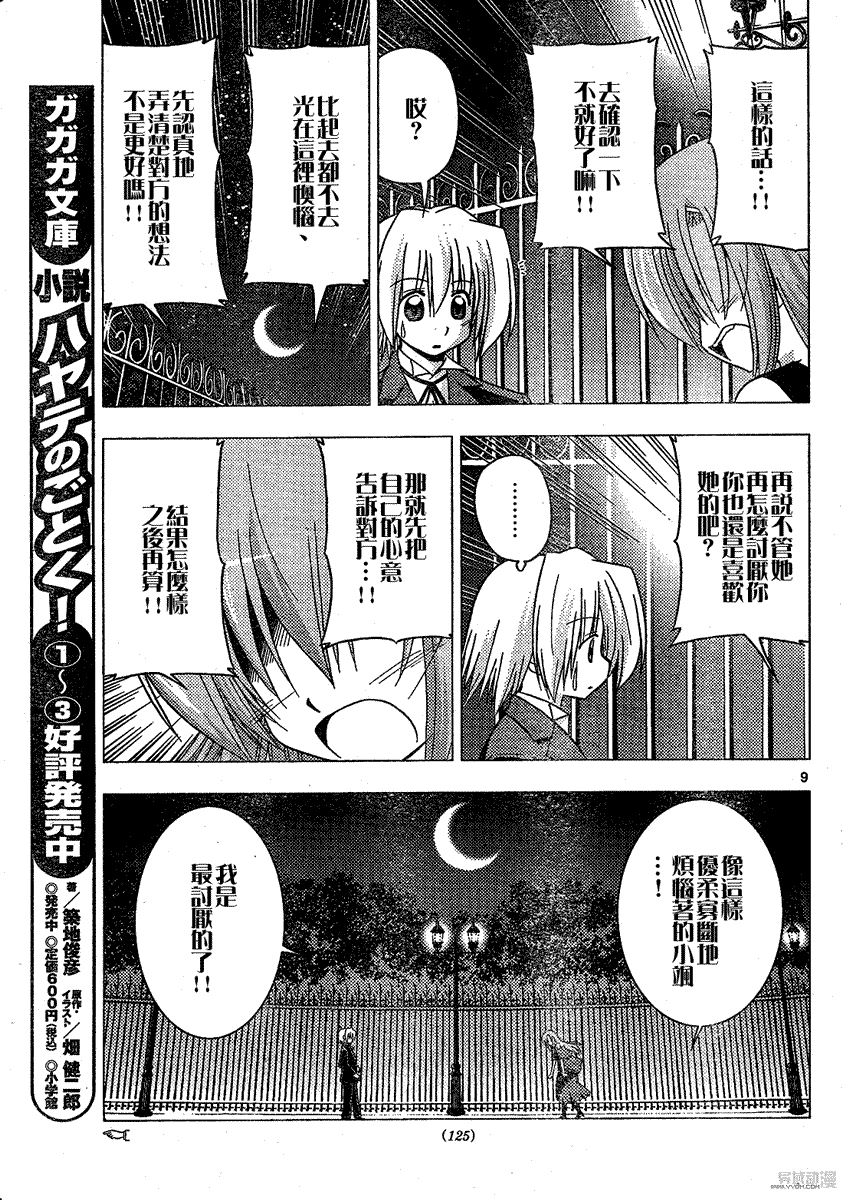 這樣的話…!!
去確認一下
不就好了嘛!!
哎?
比起去都不去
光在這裡懊惱、
先認真地
弄清楚對方的想法
不是更好嗎!!
再說不管她
再怎麼討厭你
你也還是喜歡
她的吧?
………
那就先把
自己的心意
告訴對方…!!
結果怎麼樣
之後再算!!
9
像這樣
優柔寡斷地
煩惱著的小颯
…!
我是
最討厭的了!!
(125)
ガガガ文庫
小説
ハヤテのごとく!
①~③好評発売中
著/築地俊彦
原作・イラスト/畑健二郎
◎発売中 ◎定価600円(税込) ◎小学館
异域动漫